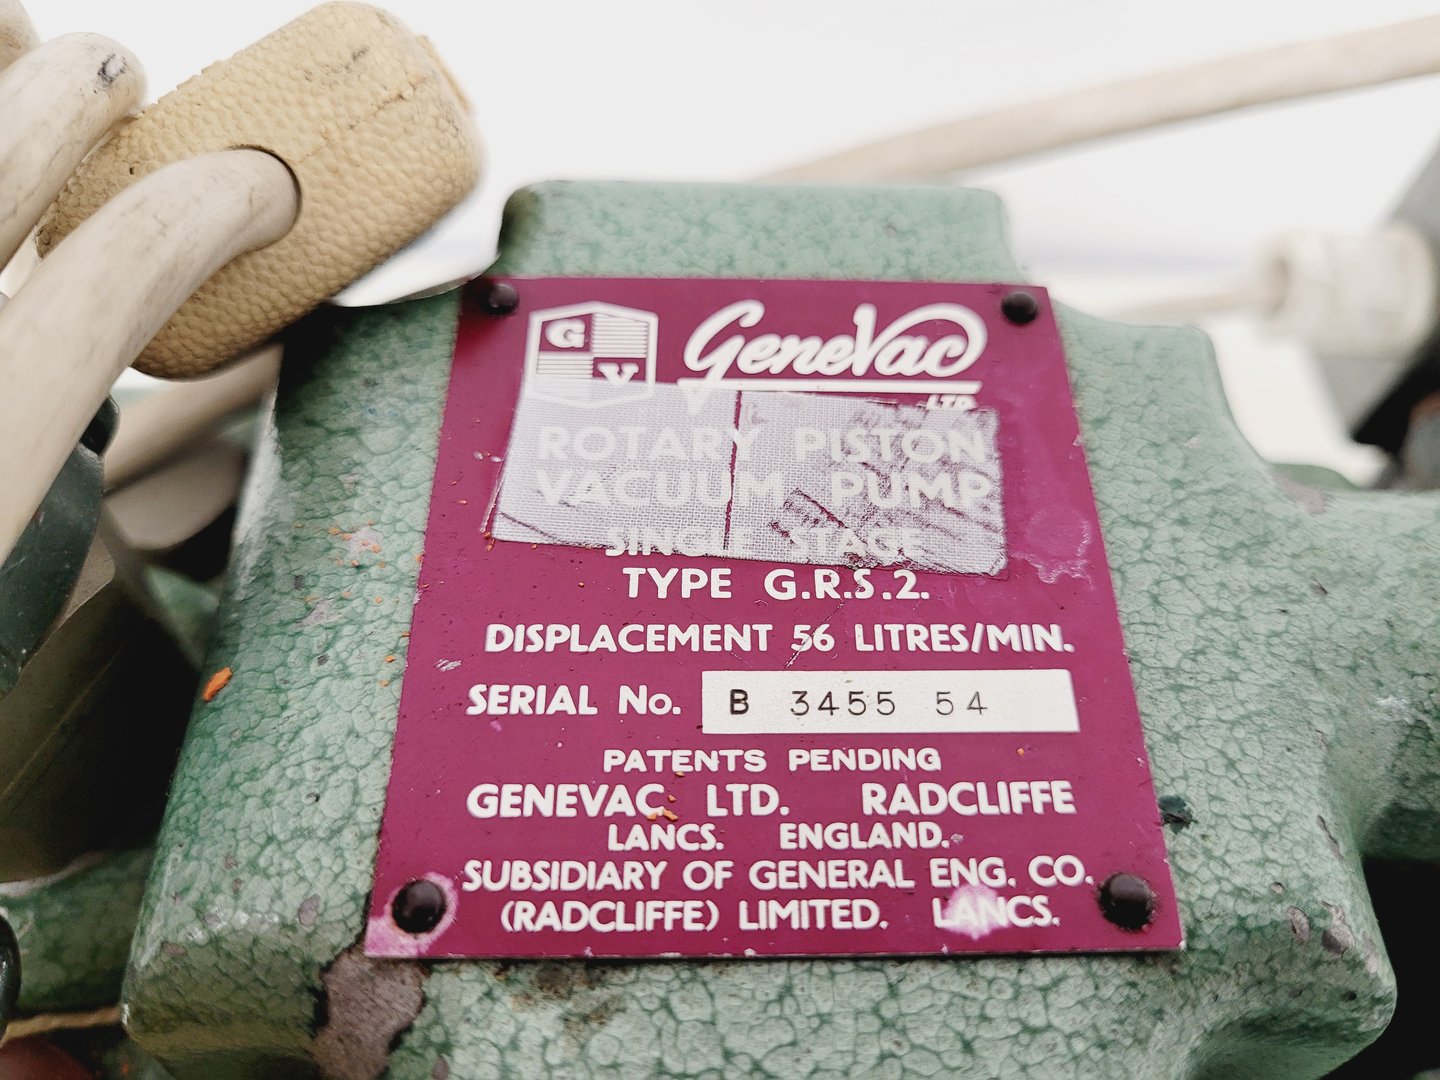 G V
GeneVac
LTD.
ROTARY PISTON
VACUUM PUMP
SINGLE STAGE
TYPE G.R.S.2.
DISPLACEMENT 56 LITRES/MIN.
SERIAL No. B 3455 54
PATENTS PENDING
GENEVAC LTD. RADCLIFFE
LANCS. ENGLAND.
SUBSIDIARY OF GENERAL ENG. CO.
(RADCLIFFE) LIMITED. LANCS.